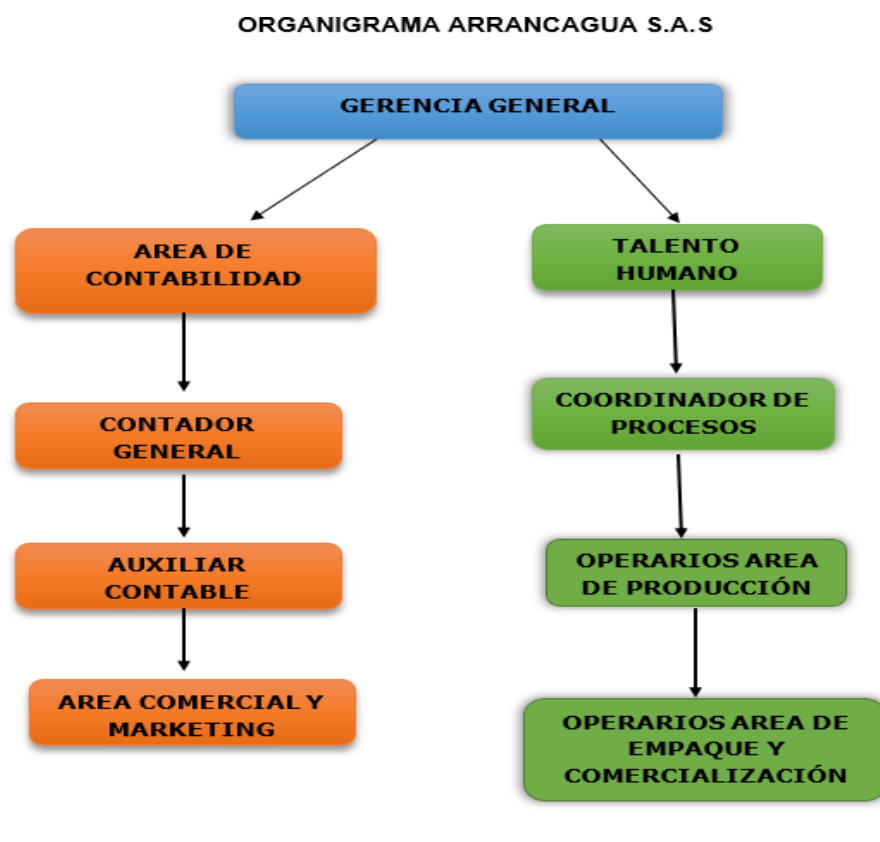 ORGANIGRAMA ARRANCAGUA S.A.S
GERENCIA GENERAL
AREA DE
CONTABILIDAD
CONTADOR
GENERAL
AUXILIAR
CONTABLE
AREA COMERCIAL Y
MARKETING
TALENTO
HUMANO
COORDINADOR DE
PROCESOS
OPERARIOS AREA
DE PRODUCCIÓN
OPERARIOS AREA DE
EMPAQUE Y
COMERCIALIZACIÓN